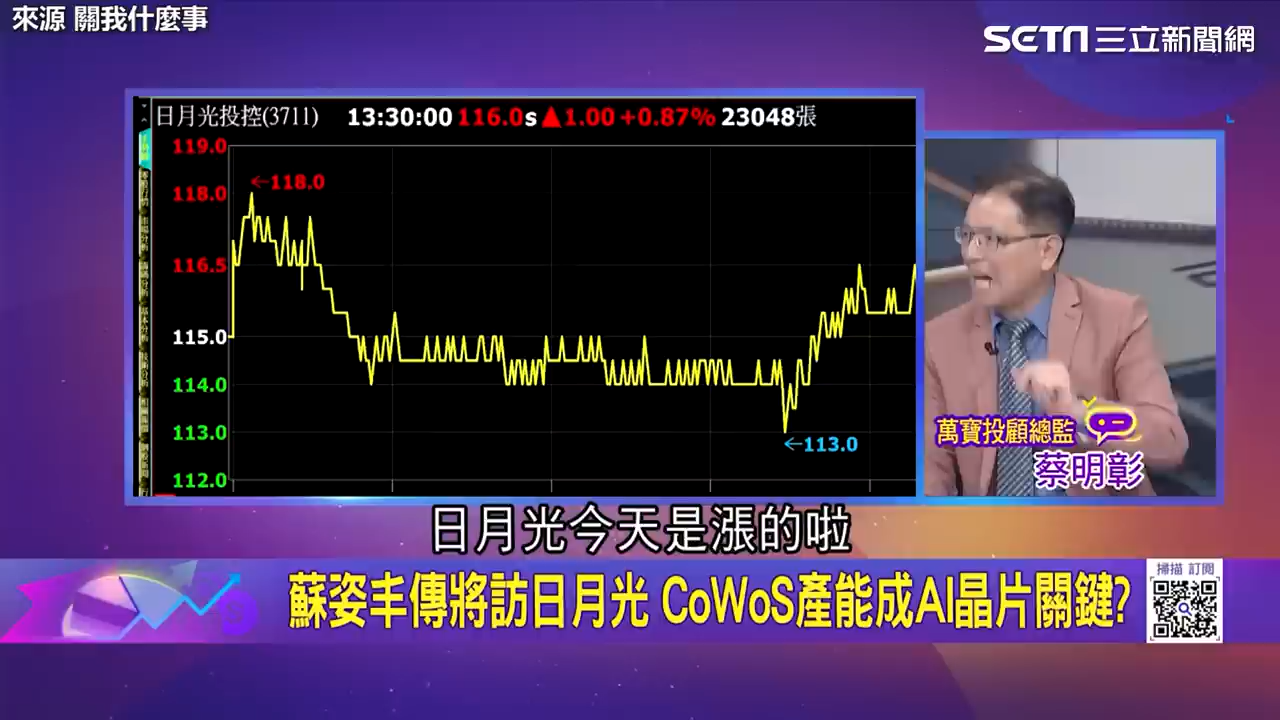 來源 關我什麼事
SETN三立新聞網
日月光投控(3711) 13:30:00 116.0s ▲1.00 +0.87% 23048張
119.0
←118.0
118.0
116.5
115.0
114.0
113.0
←113.0
112.0
萬寶投顧總監
蔡明彰
日月光今天是漲的啦
掃描 訂閱
蘇姿丰傳將訪日月光 CoWoS產能成AI晶片關鍵?